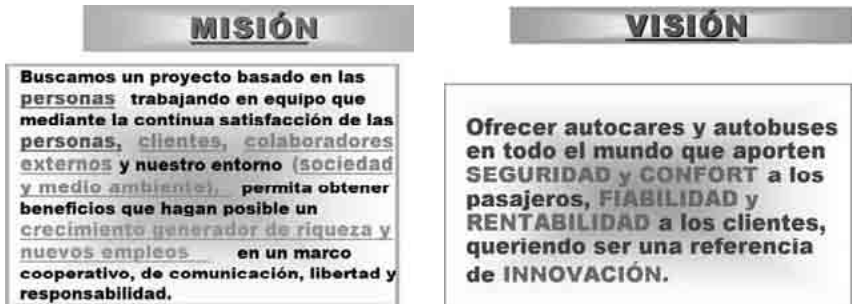 MISIÓN
Buscamos un proyecto basado en las
personas trabajando en equipo que
mediante la continua satisfacción de las
personas, clientes, colaboradores
externos y nuestro entorno (sociedad
y medio ambiente), permita obtener
beneficios que hagan posible un
crecimiento generador de riqueza y
nuevos empleos en un marco
cooperativo, de comunicación, libertad y
responsabilidad.
VISIÓN
Ofrecer autocares y autobuses
en todo el mundo que aporten
SEGURIDAD y CONFORT a los
pasajeros, FIABILIDAD y
RENTABILIDAD a los clientes,
queriendo ser una referencia
de INNOVACIÓN.